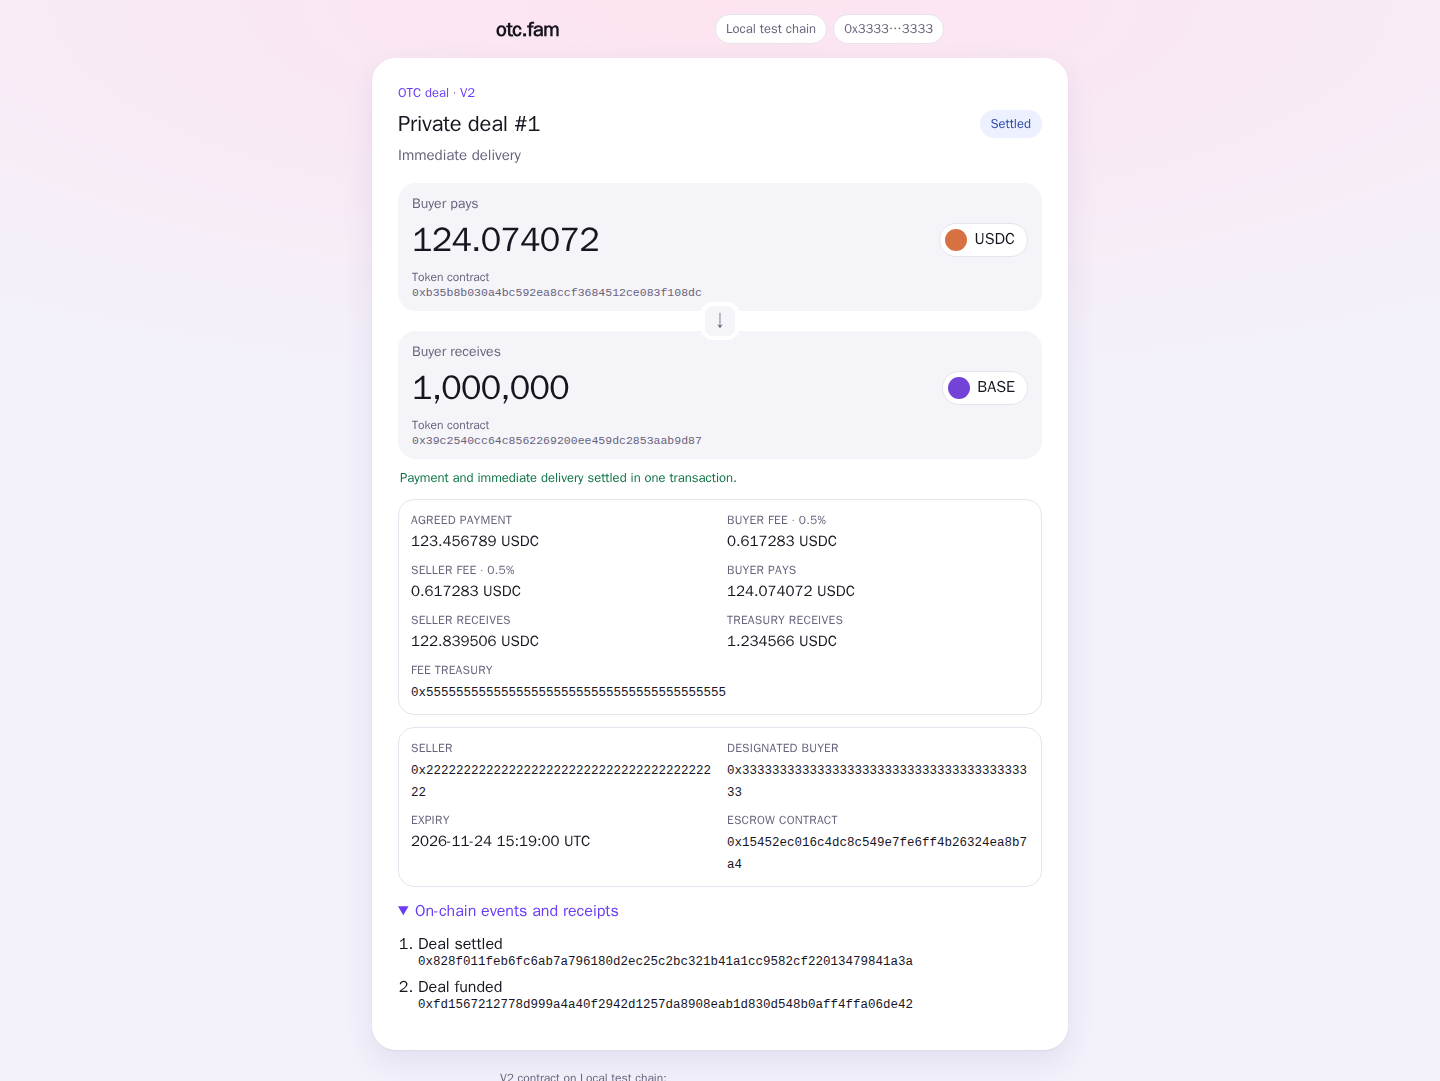 otc.fam
Local test chain
0x3333···3333
OTC deal · V2
Private deal #1
Settled
Immediate delivery
Buyer pays
124.074072
USDC
Token contract
0xb35b8b030a4bc592ea8ccf3684512ce083f108dc
↓
Buyer receives
1,000,000
BASE
Token contract
0x39c2540cc64c8562269200ee459dc2853aab9d87
Payment and immediate delivery settled in one transaction.
AGREED PAYMENT
123.456789 USDC
BUYER FEE · 0.5%
0.617283 USDC
SELLER FEE · 0.5%
0.617283 USDC
BUYER PAYS
124.074072 USDC
SELLER RECEIVES
122.839506 USDC
TREASURY RECEIVES
1.234566 USDC
FEE TREASURY
0x5555555555555555555555555555555555555555
SELLER
0x22222222222222222222222222222222222222
22
DESIGNATED BUYER
0x33333333333333333333333333333333333333
33
EXPIRY
2026-11-24 15:19:00 UTC
ESCROW CONTRACT
0x15452ec016c4dc8c549e7fe6ff4b26324ea8b7
a4
▼ On-chain events and receipts
1. Deal settled
0x828f011feb6fc6ab7a796180d2ec25c2bc321b41a1cc9582cf22013479841a3a
2. Deal funded
0xfd1567212778d999a4a40f2942d1257da8908eab1d830d548b0aff4ffa06de42
V2 contract on Local test chain: